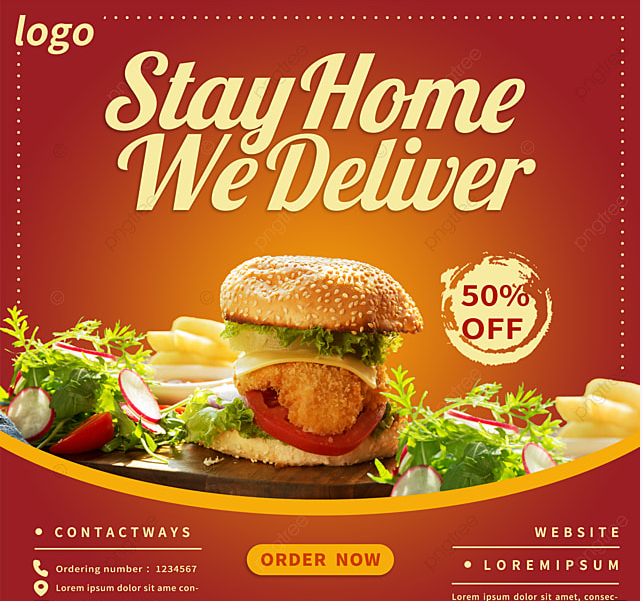 logo
Stay Home
We Deliver
50%
OFF
CONTACTWAYS
Ordering number : 1234567
Lorem ipsum dolor sit ame con-
ORDER NOW
WEBSITE
LOREMIPSUM
Lorem ipsum dolor sit amet, consec-
pngtree